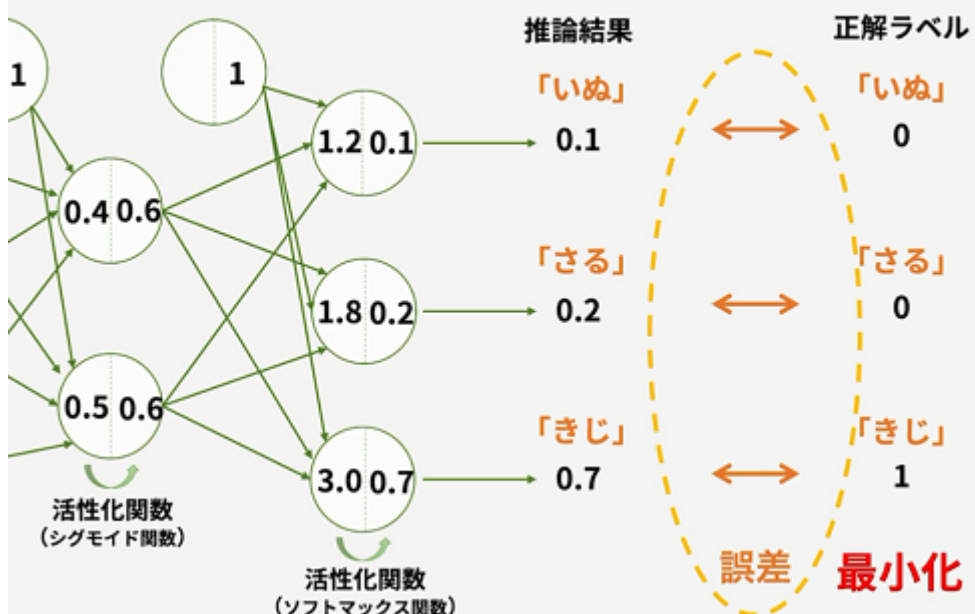 推論結果
正解ラベル
「いぬ」
「いぬ」
1
1
1.2 0.1
0.1
0
0.4 0.6
「さる」
「さる」
1.8 0.2
0.2
0
0.5 0.6
「きじ」
「きじ」
3.0 0.7
0.7
1
活性化関数
（シグモイド関数）
誤差
最小化
活性化関数
（ソフトマックス関数）